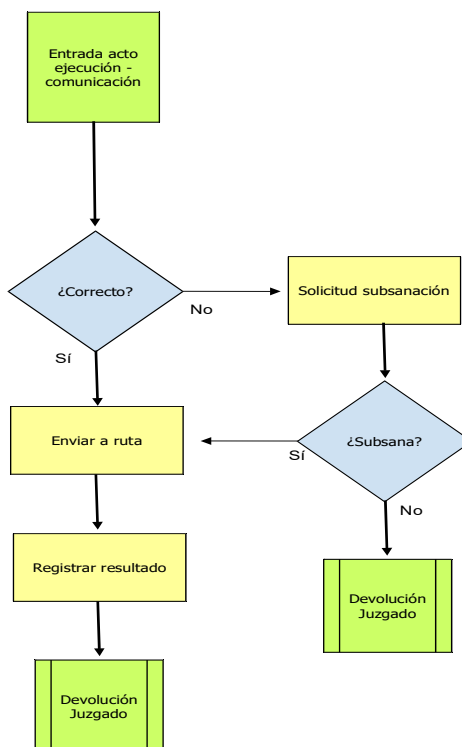 Entrada acto
ejecución -
comunicación
¿Correcto?
No
Sí
Solicitud subsanación
Enviar a ruta
¿Subsana?
Sí
No
Registrar resultado
Devolución
Juzgado
Devolución
Juzgado